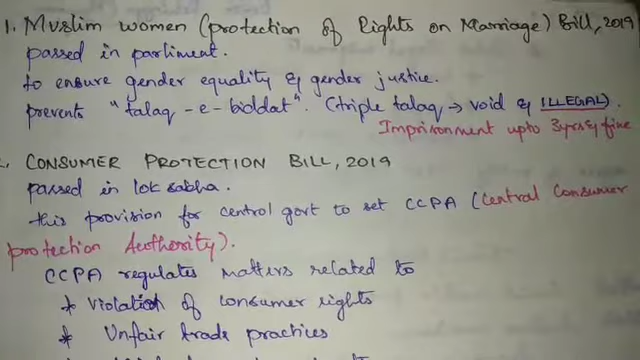 1. Muslim women (protection of Rights on Marriage) Bill, 2019
passed in parliment.
to ensure gender equality & gender justice.
prevents "talaq-e-biddat". (triple talaq → void & ILLEGAL).
Imprisonment upto 3yrs & fine
CONSUMER PROTECTION BILL, 2019
passed in lok sabha.
this provision for central govt to set CCPA (Central Consumer
protection Authority).
CCPA regulates matters related to
* violation of consumer rights
* Unfair trade practices